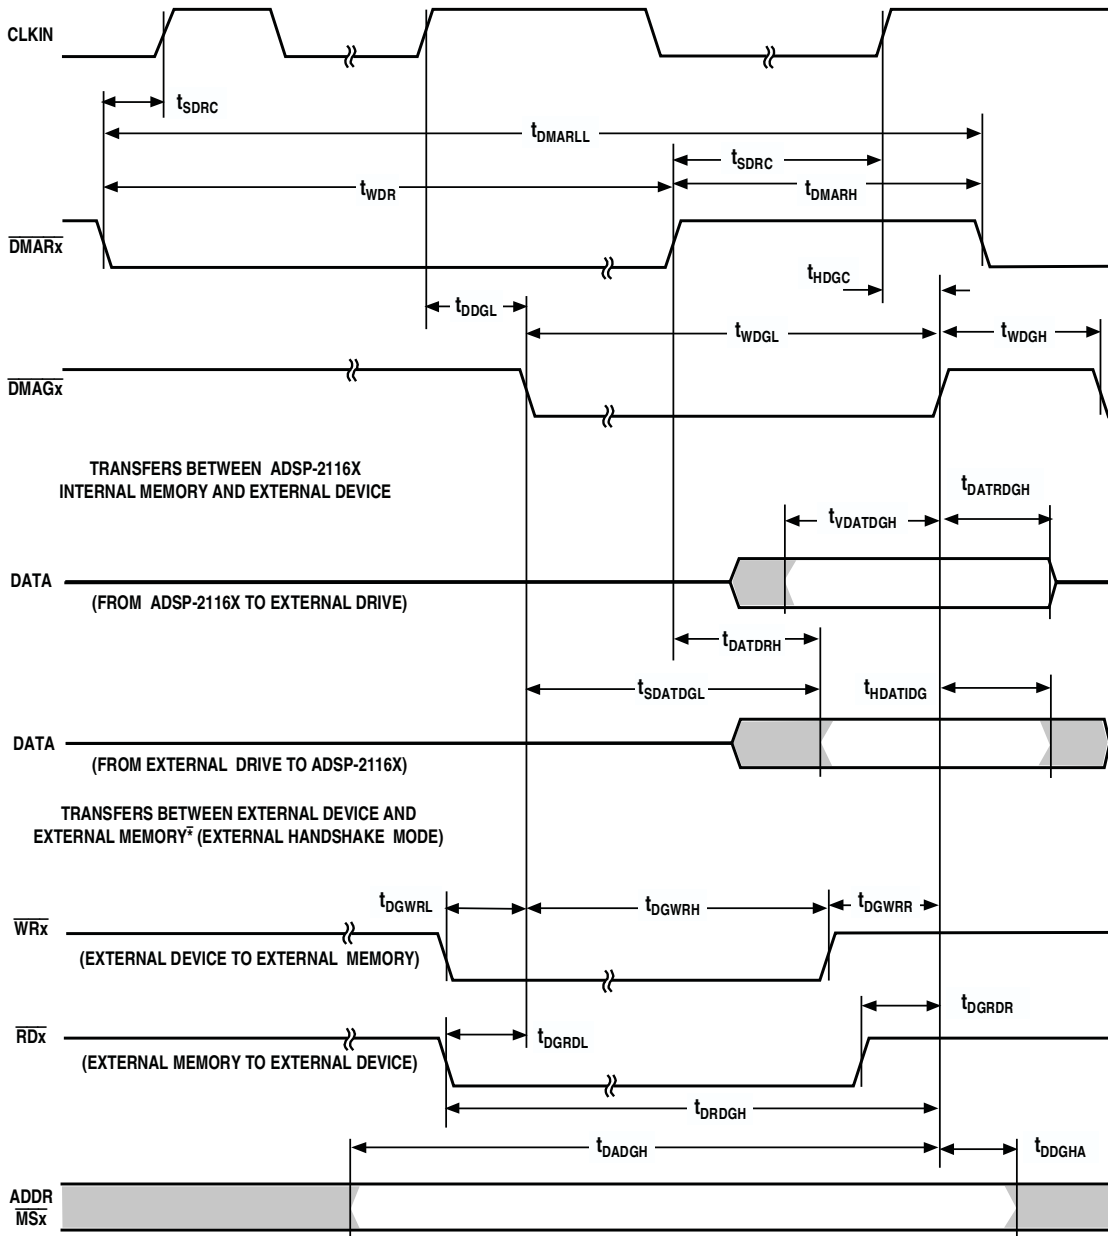 CLKIN
tSDRC
tDMARLL
tSDRC
tWDR
tDMARH
DMARx
tHDGC
tDDGL
tWDGL
tWDGH
DMAGx
TRANSFERS BETWEEN ADSP-2116X
INTERNAL MEMORY AND EXTERNAL DEVICE
tDATRDGH
tVDATDGH
DATA
(FROM ADSP-2116X TO EXTERNAL DRIVE)
tDATDRH
tSDATDGL
tHDATIDG
DATA
(FROM EXTERNAL DRIVE TO ADSP-2116X)
TRANSFERS BETWEEN EXTERNAL DEVICE AND
EXTERNAL MEMORY* (EXTERNAL HANDSHAKE MODE)
tDGWRL
tDGWRH
tDGWRR
WRx
(EXTERNAL DEVICE TO EXTERNAL MEMORY)
tDGRDR
RDx
tDGRDL
(EXTERNAL MEMORY TO EXTERNAL DEVICE)
tDRDGH
tDADGH
tDDGHA
ADDR
MSx